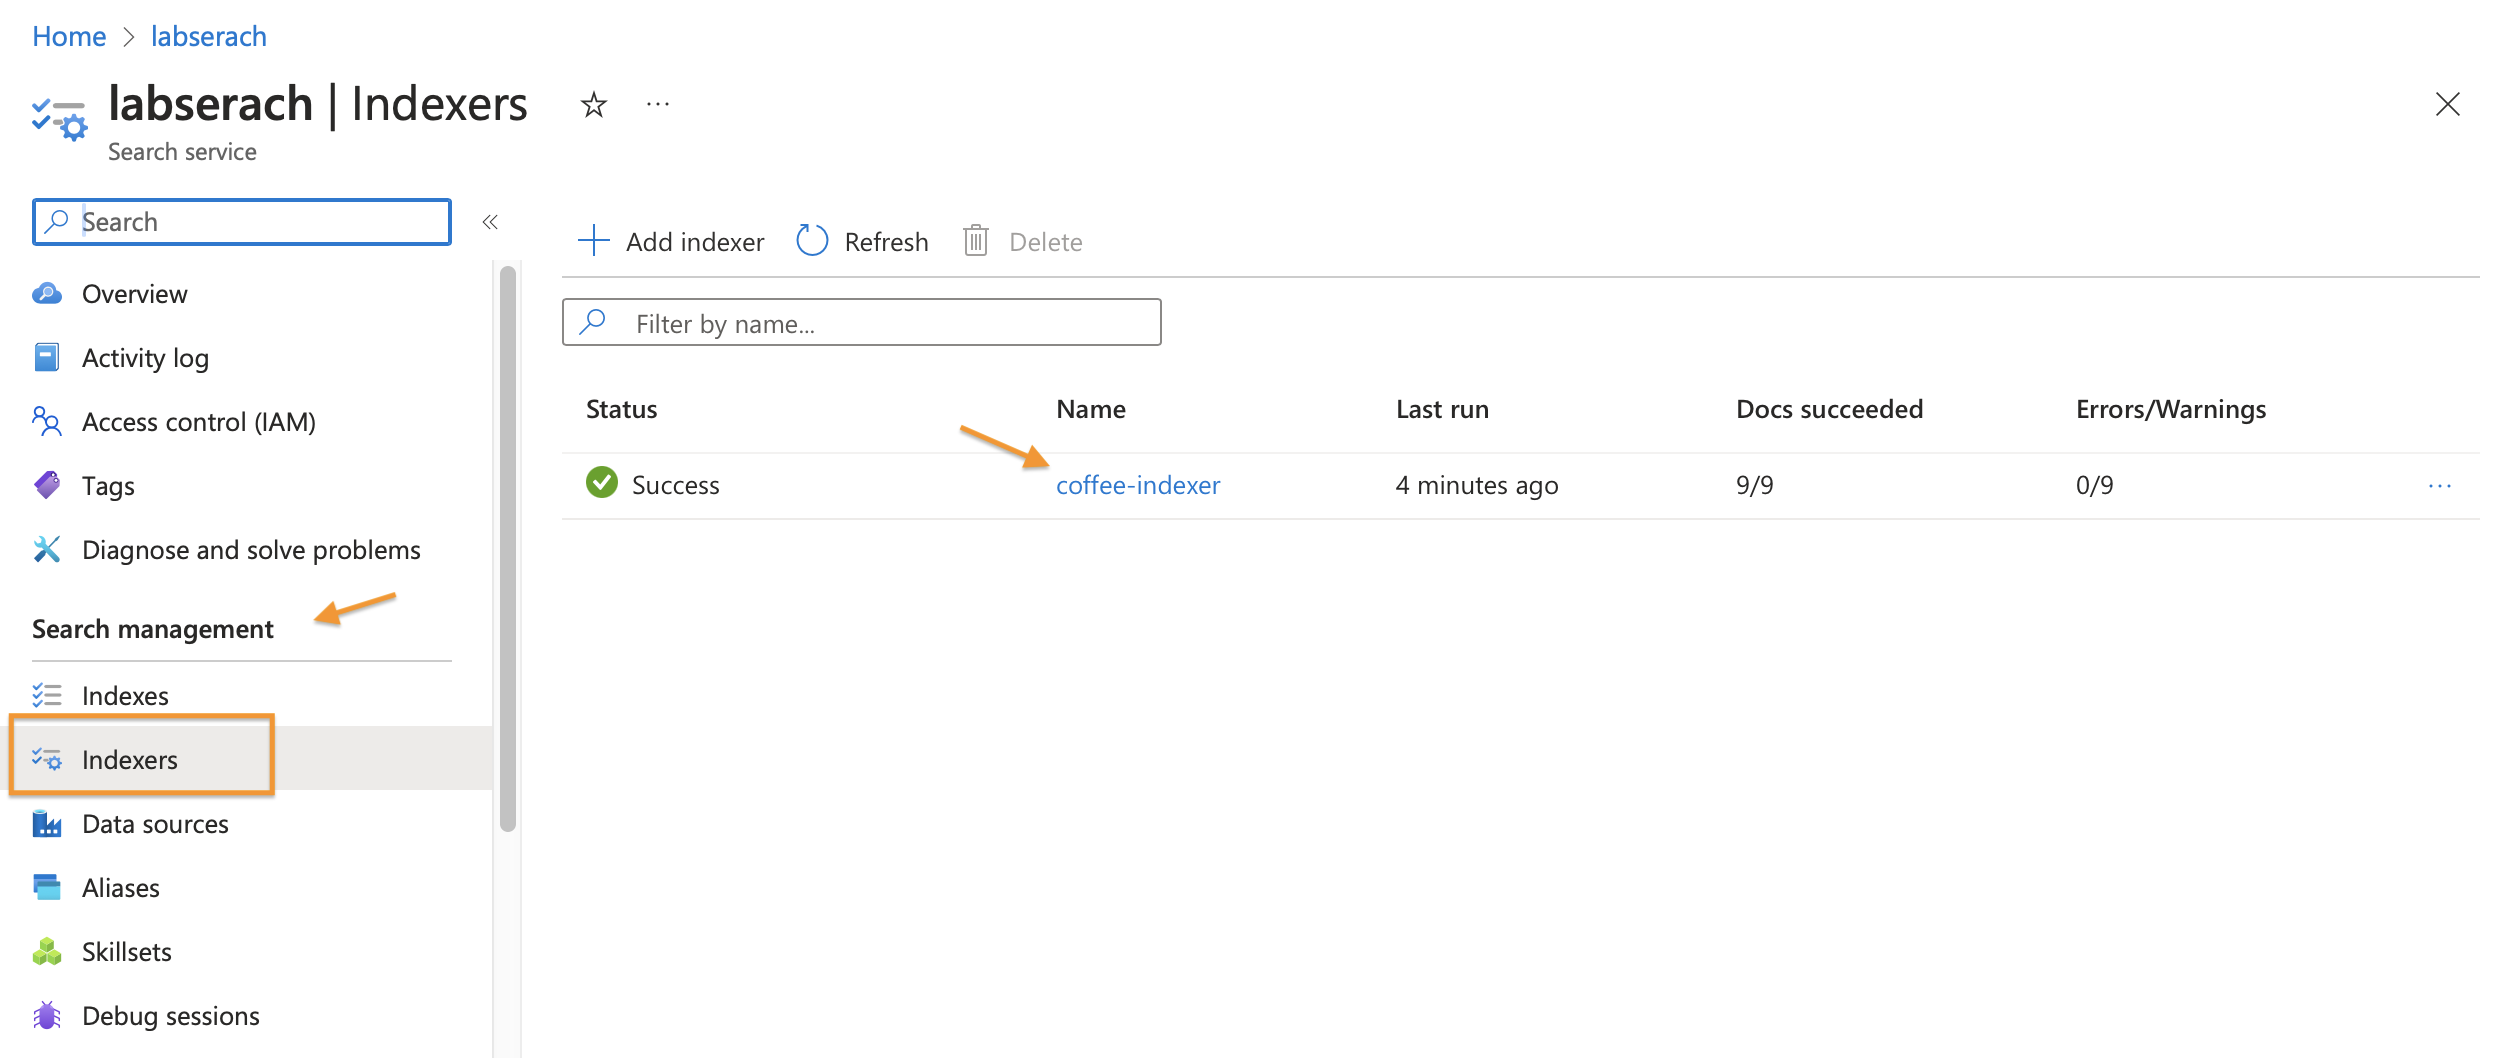 Home > labserach
labserach | Indexers
Search service
Search
Overview
Activity log
Access control (IAM)
Tags
Diagnose and solve problems
Search management
Indexes
Indexers
Data sources
Aliases
Skillsets
Debug sessions
Add indexer Refresh Delete
Filter by name...
Status Name Last run Docs succeeded Errors/Warnings
Success coffee-indexer 4 minutes ago 9/9 0/9